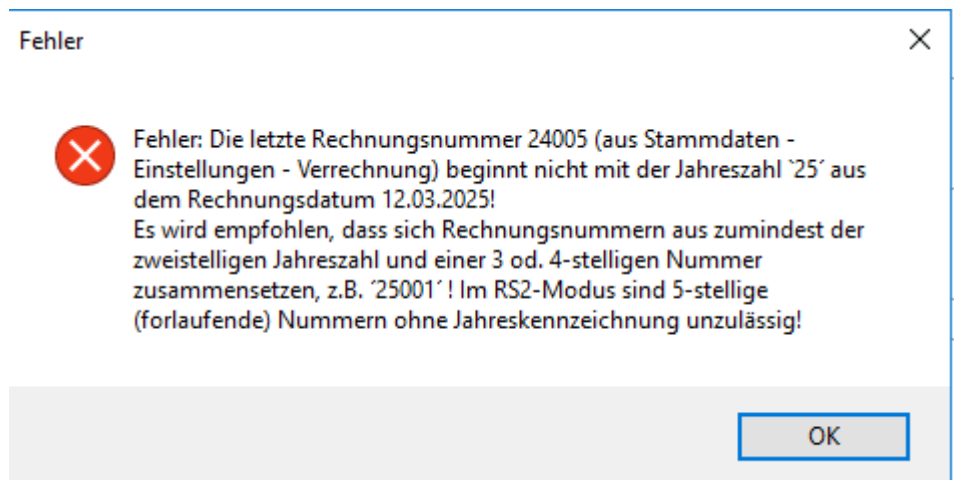 Fehler
Fehler: Die letzte Rechnungsnummer 24005 (aus Stammdaten -
Einstellungen - Verrechnung) beginnt nicht mit der Jahreszahl `25´ aus
dem Rechnungsdatum 12.03.2025!
Es wird empfohlen, dass sich Rechnungsnummern aus zumindest der
zweistelligen Jahreszahl und einer 3 od. 4-stelligen Nummer
zusammensetzen, z.B. ´25001´ ! Im RS2-Modus sind 5-stellige
(forlaufende) Nummern ohne Jahreskennzeichnung unzulässig!
OK